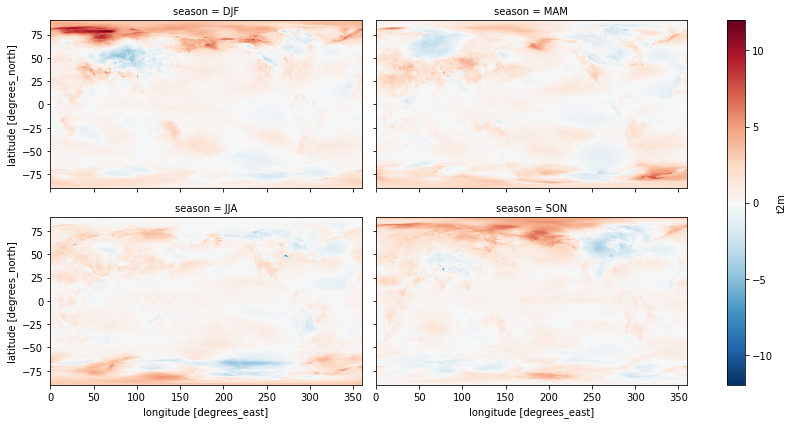 season = DJF
season = MAM
75
50
25
0
−25
−50
−75
latitude [degrees_north]
season = JJA
season = SON
75
50
25
0
−25
−50
−75
latitude [degrees_north]
0 50 100 150 200 250 300 350
0 50 100 150 200 250 300 350
longitude [degrees_east]
longitude [degrees_east]
10
5
0
−5
−10
t2m